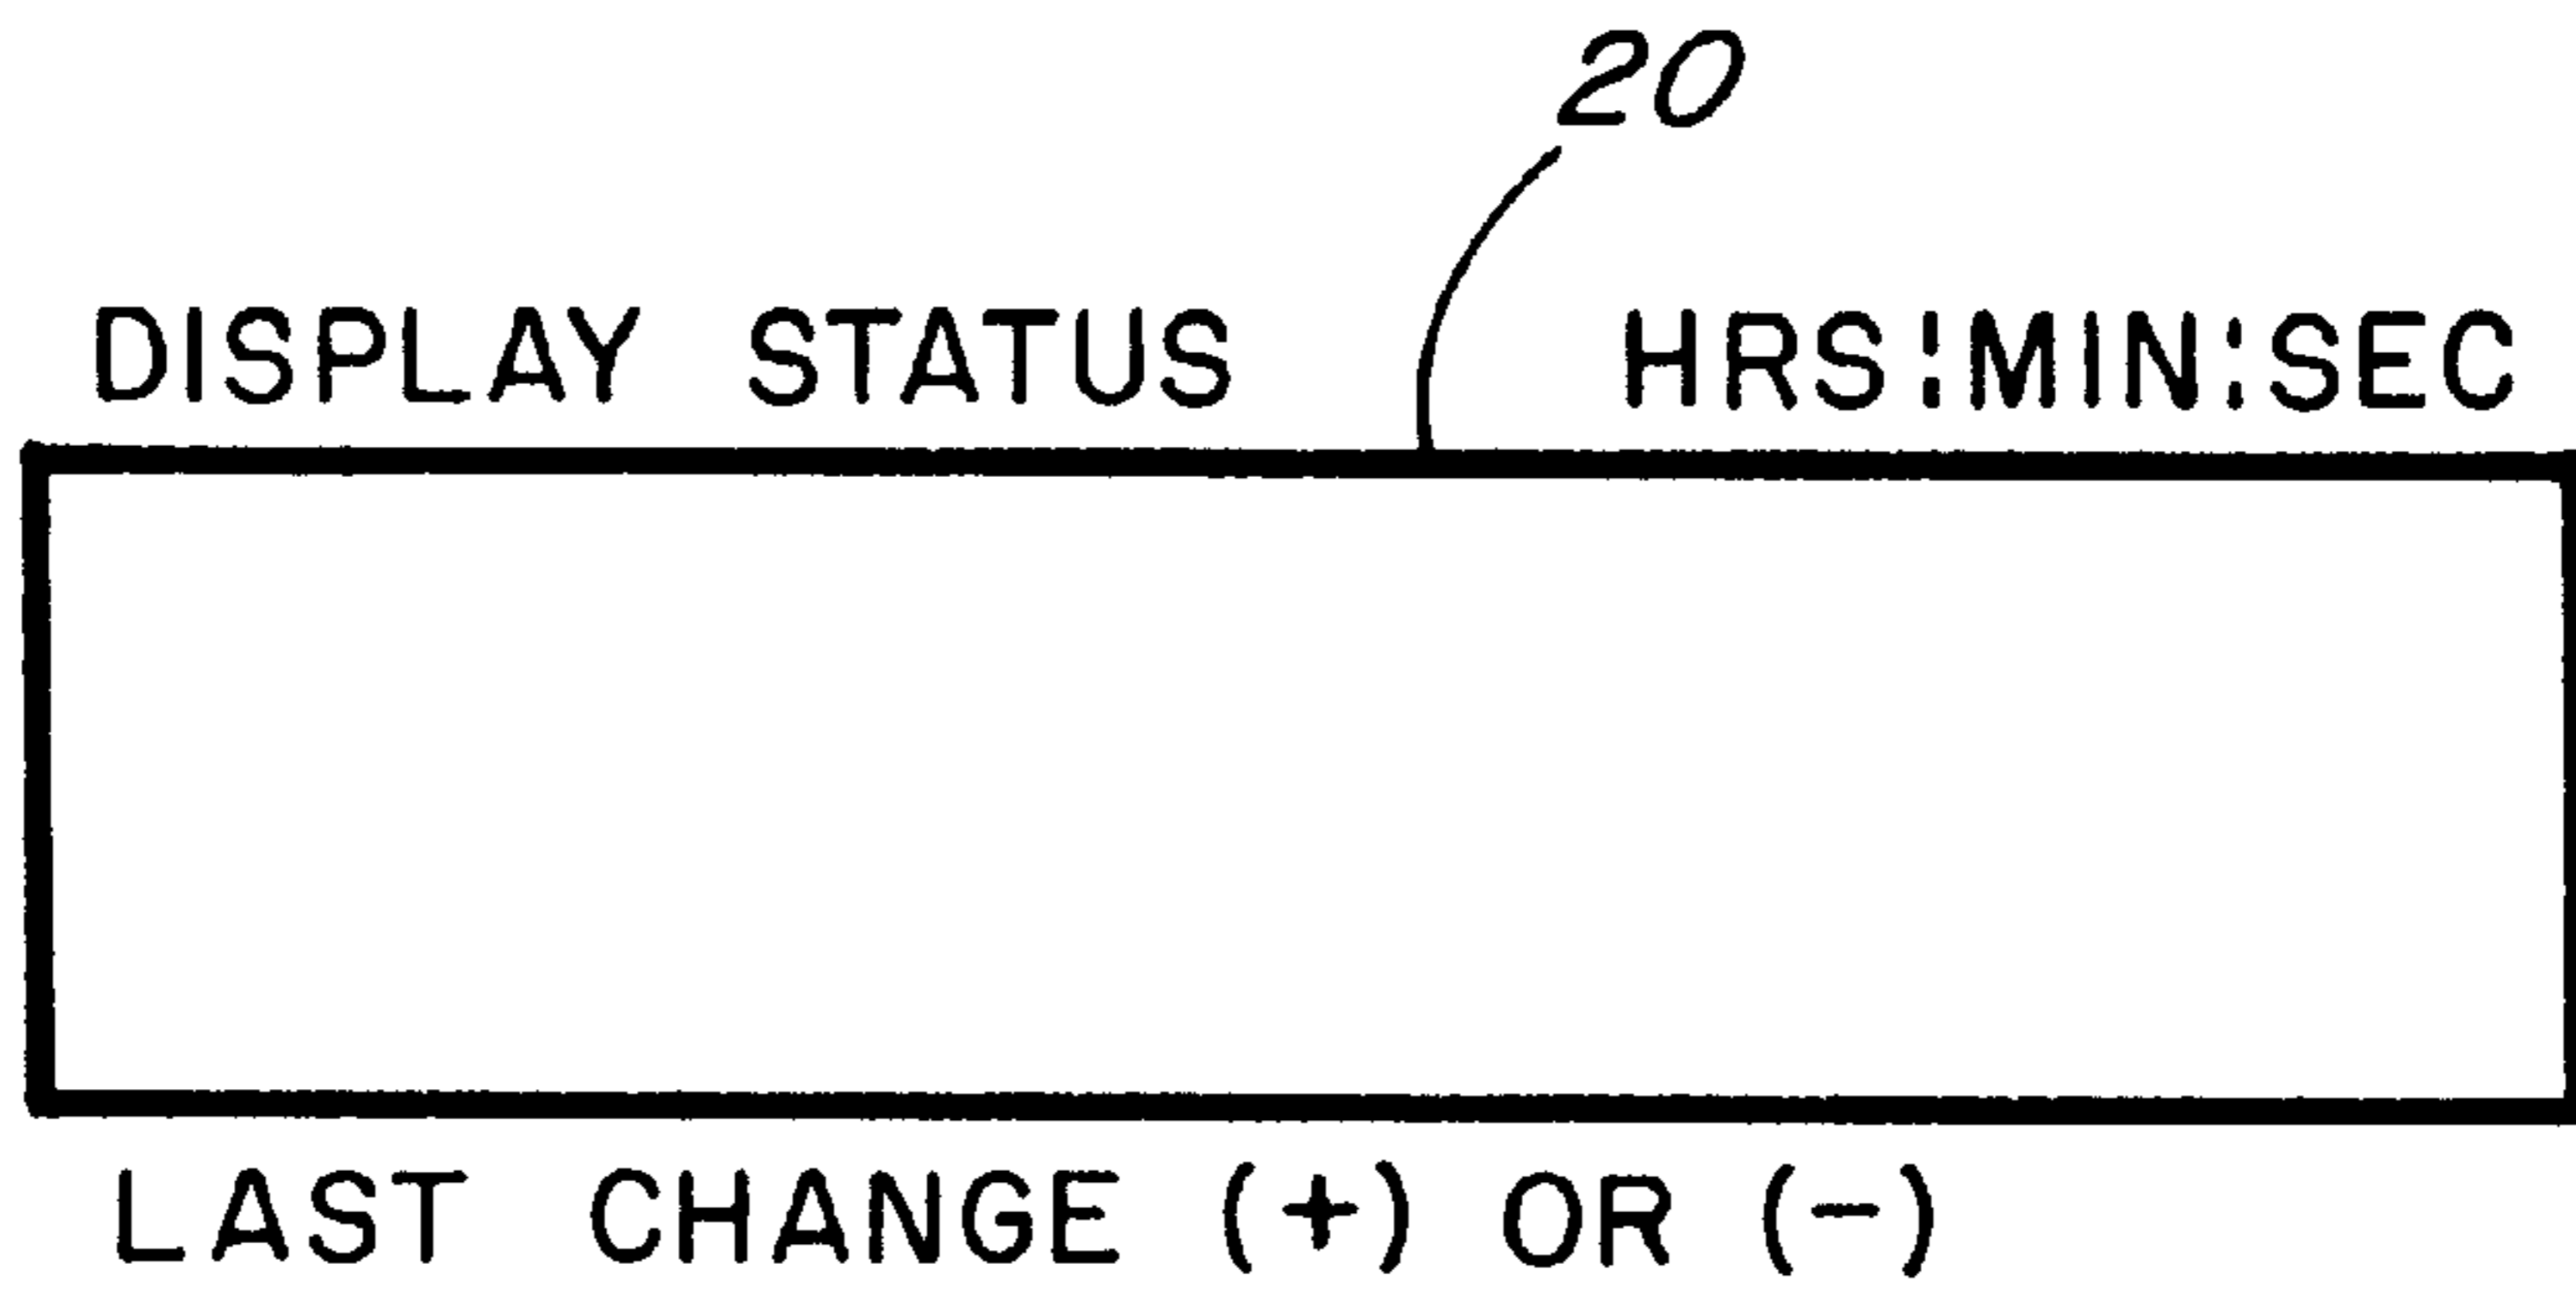 20
DISPLAY STATUS HRS:MIN:SEC
LAST CHANGE (+) OR (-)